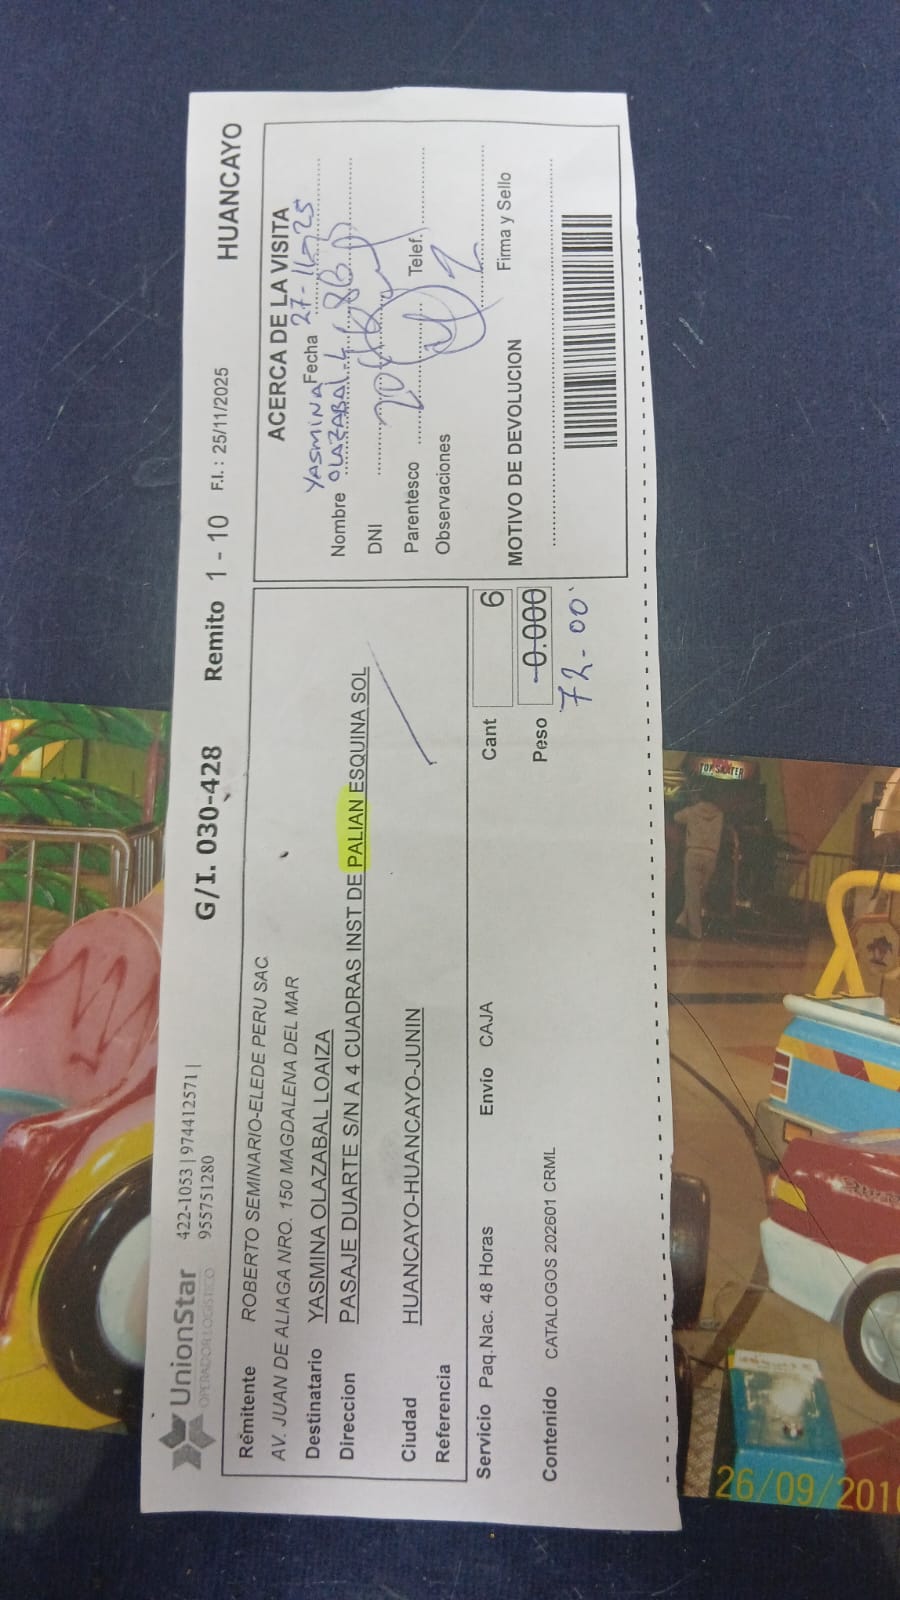 UnionStar
OPERADOR LOGISTICO
422-1053 | 974412571 |
955751280
G/I. 030-428
Remito 1 - 10
F.I. : 25/11/2025
HUANCAYO
Rémitente ROBERTO SEMINARIO-ELEDE PERU SAC
AV. JUAN DE ALIAGA NRO. 150 MAGDALENA DEL MAR
Destinatario YASMINA OLAZABAL LOAIZA
Direccion PASAJE DUARTE S/N A 4 CUADRAS INST DE PALIAN ESQUINA SOL
Ciudad HUANCAYO-HUANCAYO-JUNIN
Referencia
Servicio Paq.Nac. 48 Horas
Envio CAJA
Cant 6
Contenido CATALOGOS 202601 CRML
Peso 0.000
72.00
ACERCA DE LA VISITA
YASMINA Fecha 27-11-25
Nombre OLAZABAL
DNI
Parentesco Telef.
Observaciones
Firma y Sello
MOTIVO DE DEVOLUCION
TOP SKATER